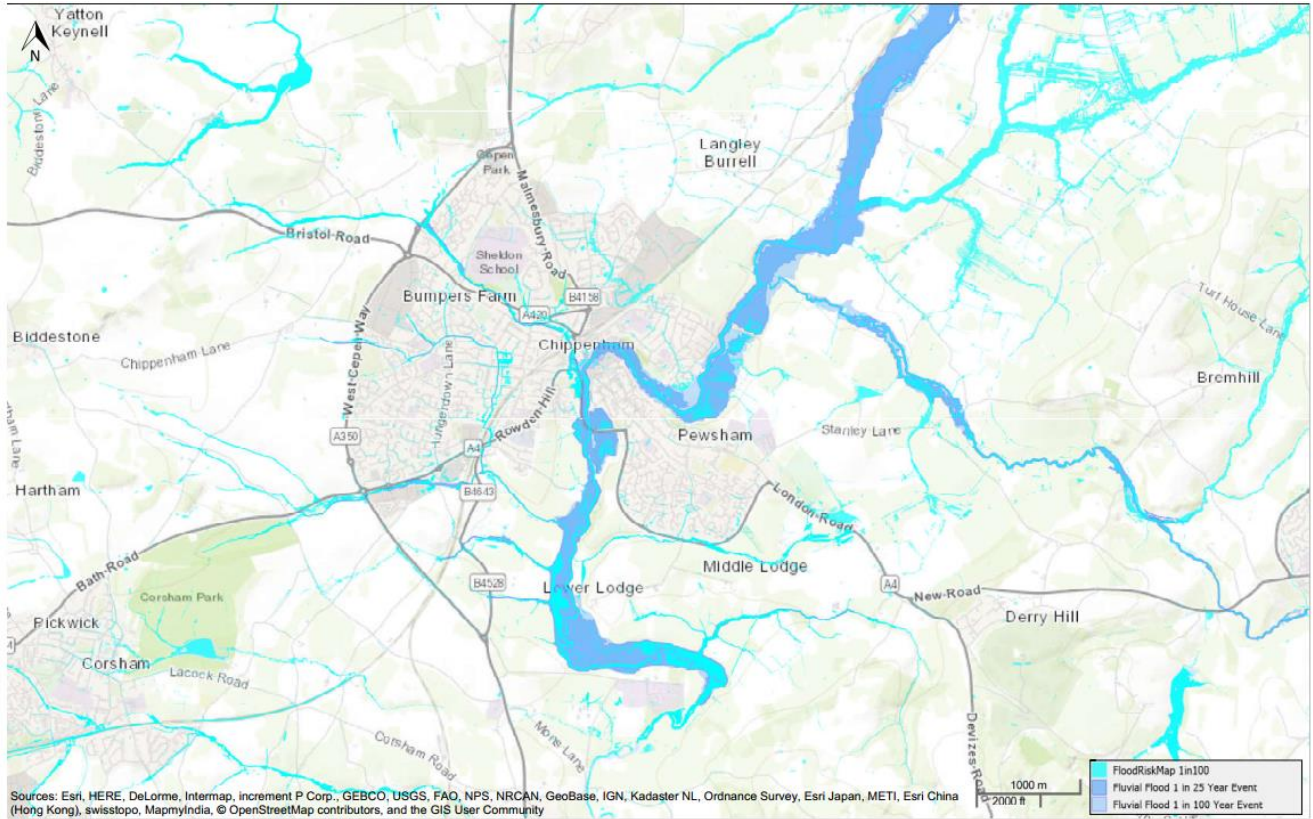 Yatton
Keynell
N
Biddestone Lane
Langley
Burrell
Cepen
Park
Malmesbury-Road
Bristol-Road
Sheldon
School
Bumpers Farm
B4158
A420
Turf House Lane
Biddestone
Chippenham Lane
Chippenham
West-Cepen-Way
Hungerdown Lane
Rowden-Hill
Bremhill
A350
A4
Pewsham
Stanley Lane
Hartham
B4643
London-Road
Bath-Road
Middle Lodge
B4528
Lower Lodge
A4
New-Road
Corsham Park
Derry Hill
Pickwick
Corsham
Lacock Road
Corsham Road
Mons Lane
Devizes-Road
1000 m
2000 ft
FloodRiskMap 1in100
Fluvial Flood 1 in 25 Year Event
Fluvial Flood 1 in 100 Year Event
Sources: Esri, HERE, DeLorme, Intermap, increment P Corp., GEBCO, USGS, FAO, NPS, NRCAN, GeoBase, IGN, Kadaster NL, Ordnance Survey, Esri Japan, METI, Esri China
(Hong Kong), swisstopo, MapmyIndia, © OpenStreetMap contributors, and the GIS User Community